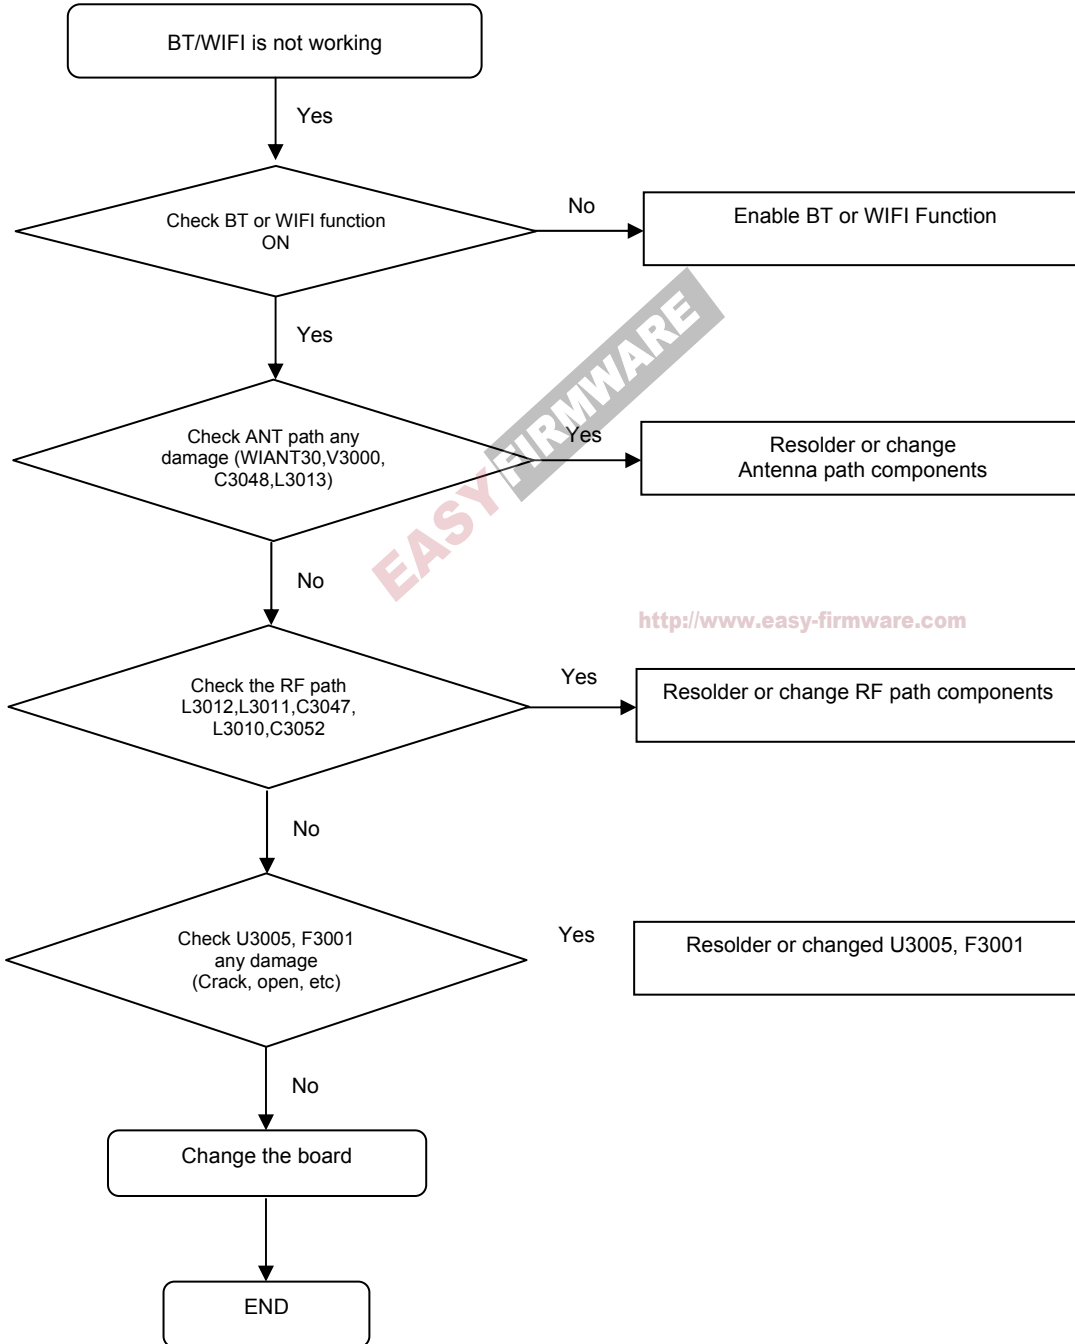 BT/WIFI is not working
Yes
Check BT or WIFI function
ON
No
Enable BT or WIFI Function
Yes
Check ANT path any
damage (WIANT30,V3000,
C3048,L3013)
Yes
Resolder or change
Antenna path components
EASY FIRMWARE
No
http://www.easy-firmware.com
Check the RF path
L3012,L3011,C3047,
L3010,C3052
Yes
Resolder or change RF path components
No
Check U3005, F3001
any damage
(Crack, open, etc)
Yes
Resolder or changed U3005, F3001
No
Change the board
END